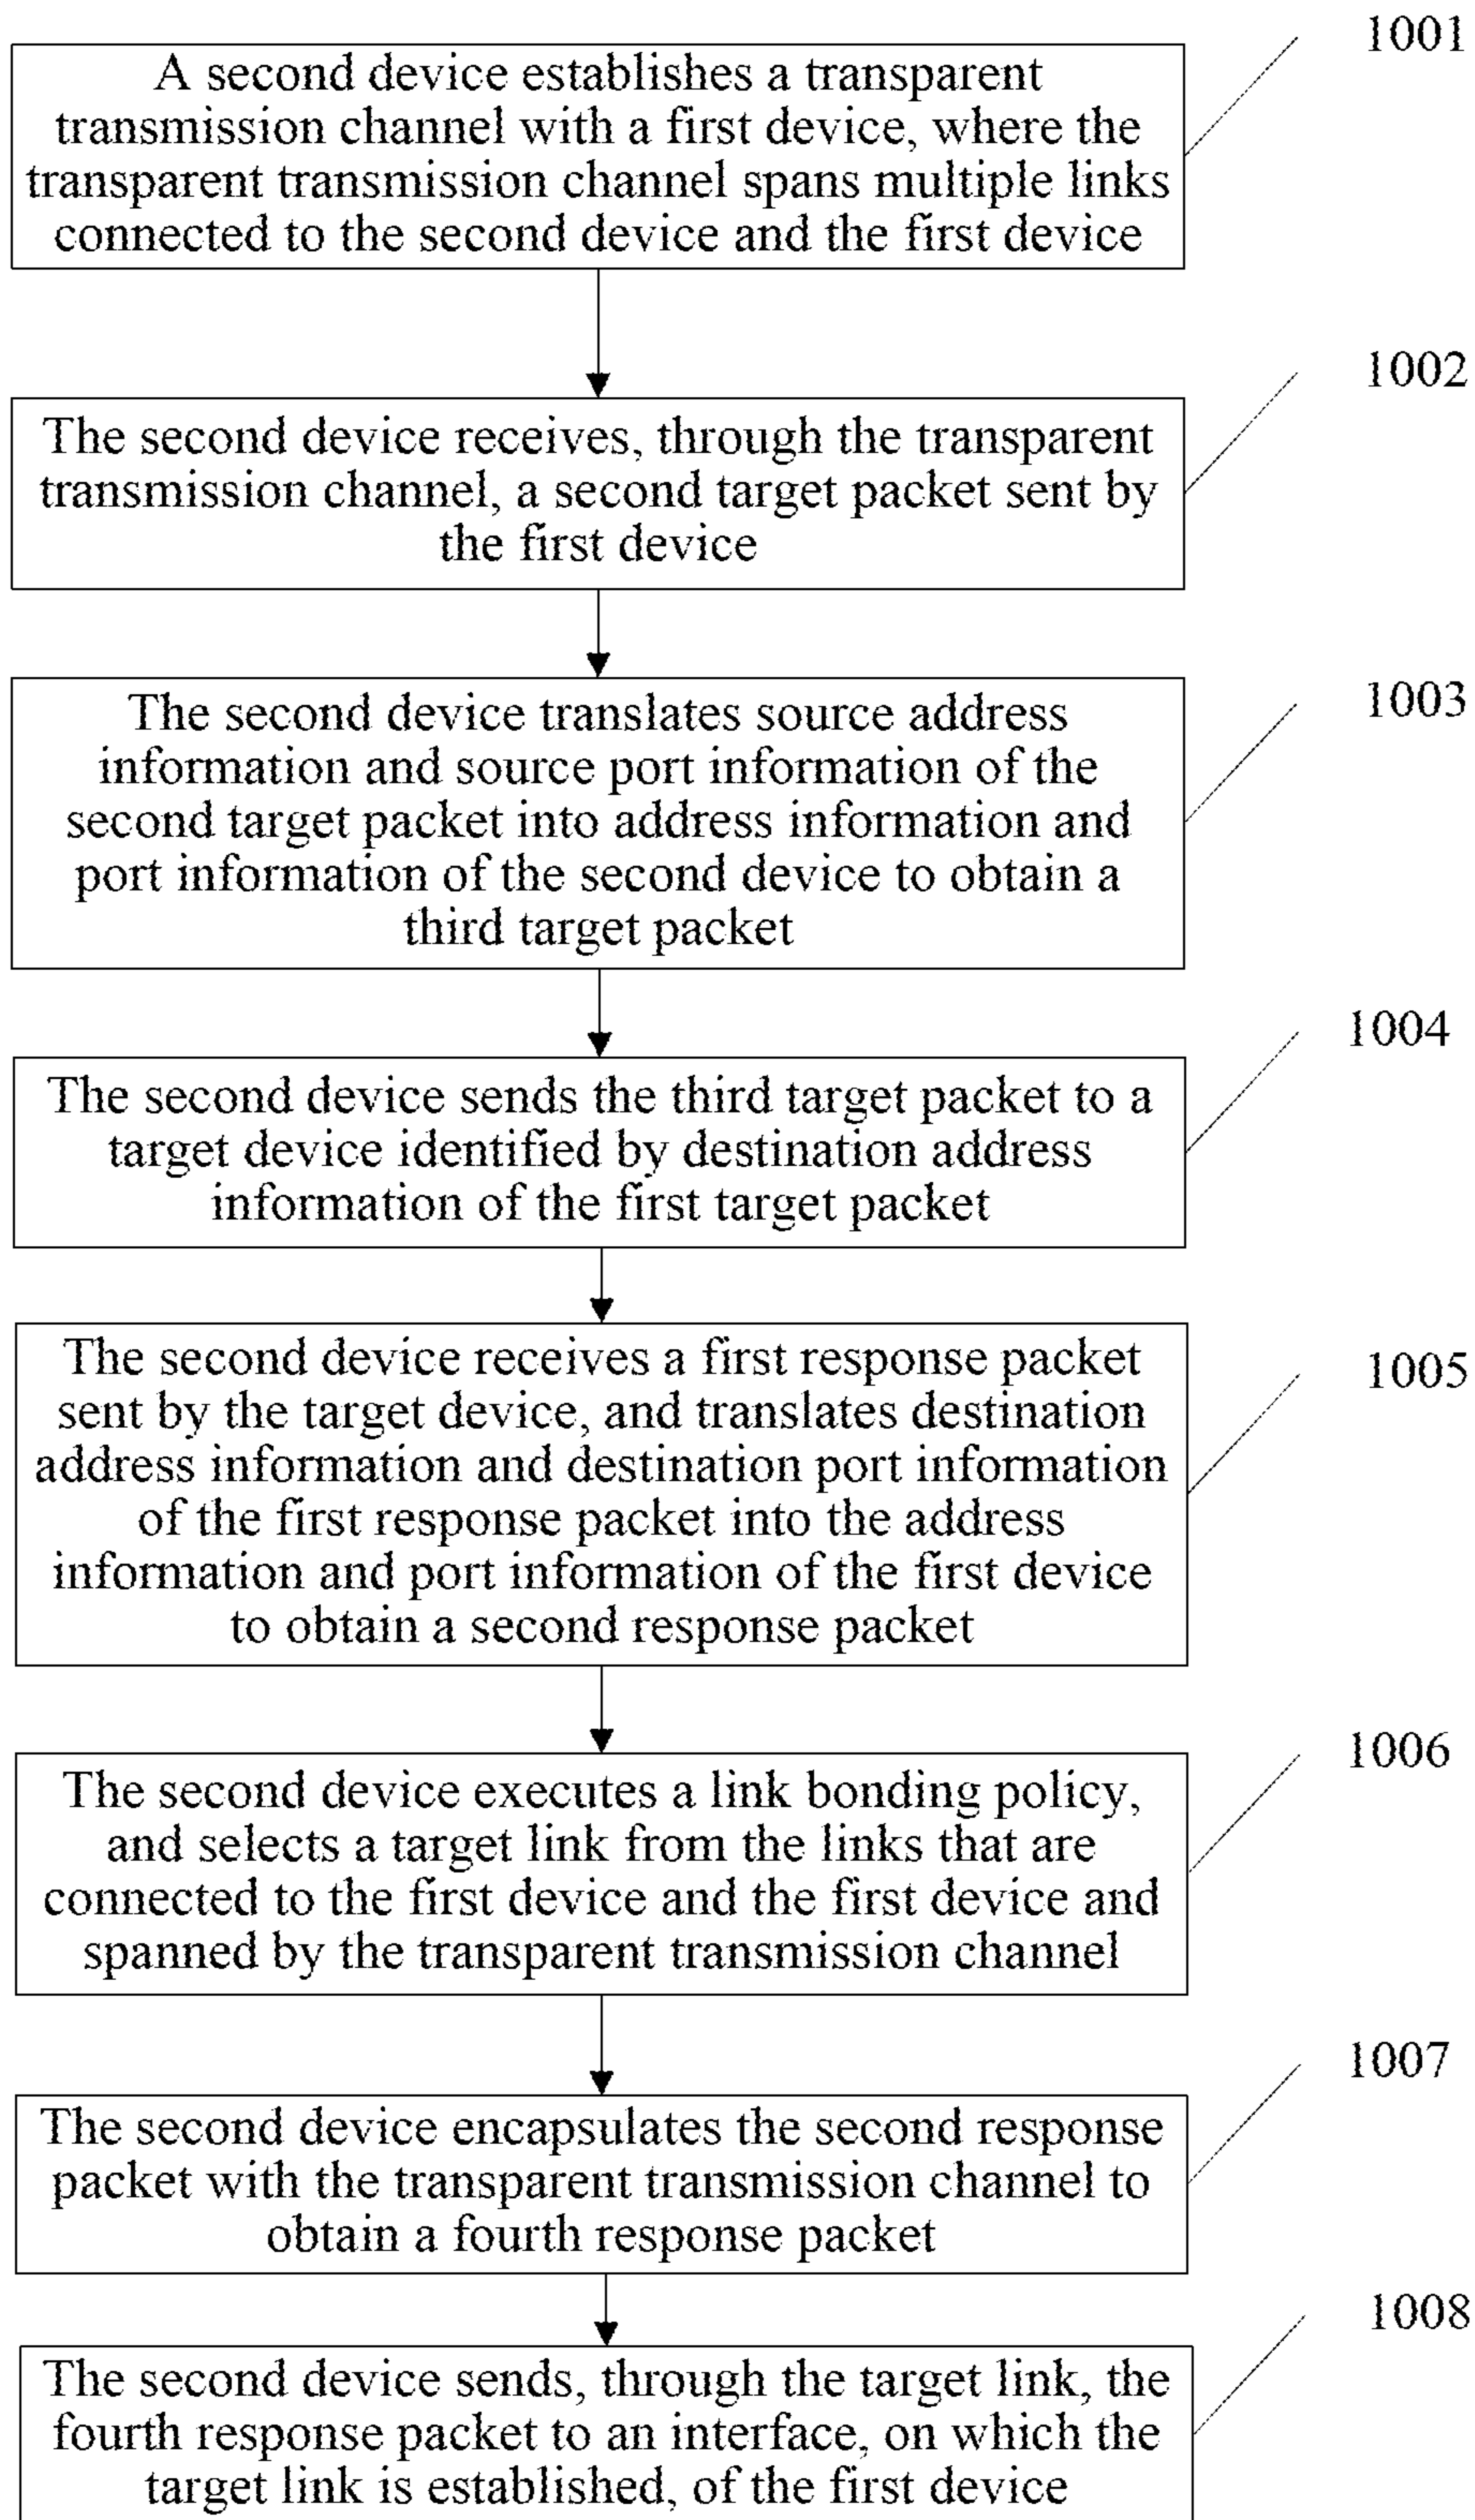 1001
A second device establishes a transparent
transmission channel with a first device, where the
transparent transmission channel spans multiple links
connected to the second device and the first device
1002
The second device receives, through the transparent
transmission channel, a second target packet sent by
the first device
1003
The second device translates source address
information and source port information of the
second target packet into address information and
port information of the second device to obtain a
third target packet
1004
The second device sends the third target packet to a
target device identified by destination address
information of the first target packet
1005
The second device receives a first response packet
sent by the target device, and translates destination
address information and destination port information
of the first response packet into the address
information and port information of the first device
to obtain a second response packet
1006
The second device executes a link bonding policy,
and selects a target link from the links that are
connected to the first device and the first device and
spanned by the transparent transmission channel
1007
The second device encapsulates the second response
packet with the transparent transmission channel to
obtain a fourth response packet
1008
The second device sends, through the target link, the
fourth response packet to an interface, on which the
target link is established, of the first device